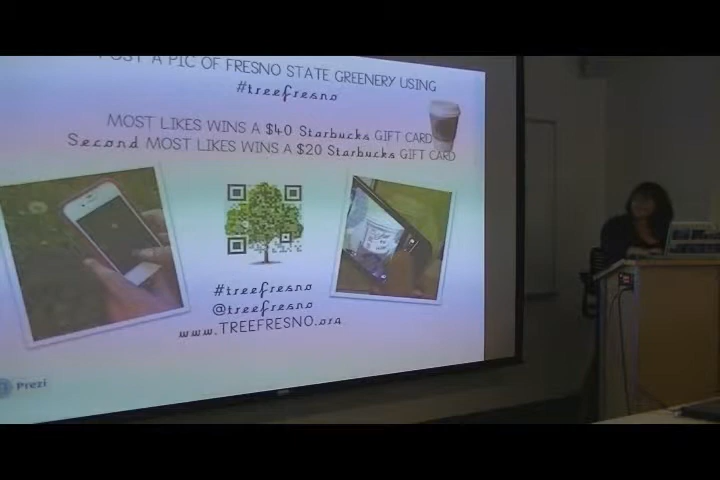 POST A PIC OF FRESNO STATE GREENERY USING
#treefresno
MOST LIKES WINS A $40 Starbucks GIFT CARD
Second MOST LIKES WINS A $20 Starbucks GIFT CARD
#treefresno
@treefresno
www.TREEFRESNO.org
Prezi